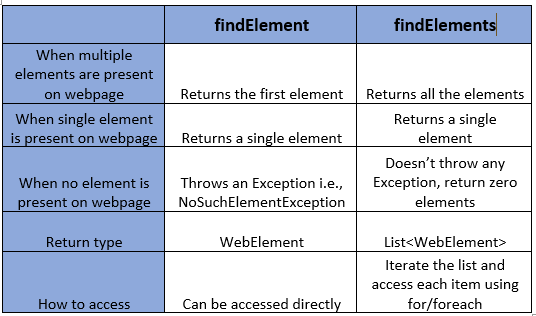 findElement findElements
When multiple
elements are present
on webpage
Returns the first element
Returns all the elements
When single element
is present on webpage
Returns a single element
Returns a single
element
When no element is
present on webpage
Throws an Exception i.e.,
NoSuchElementException
Doesn’t throw any
Exception, return zero
elements
Return type
WebElement
List<WebElement>
How to access
Can be accessed directly
Iterate the list and
access each item using
for/foreach